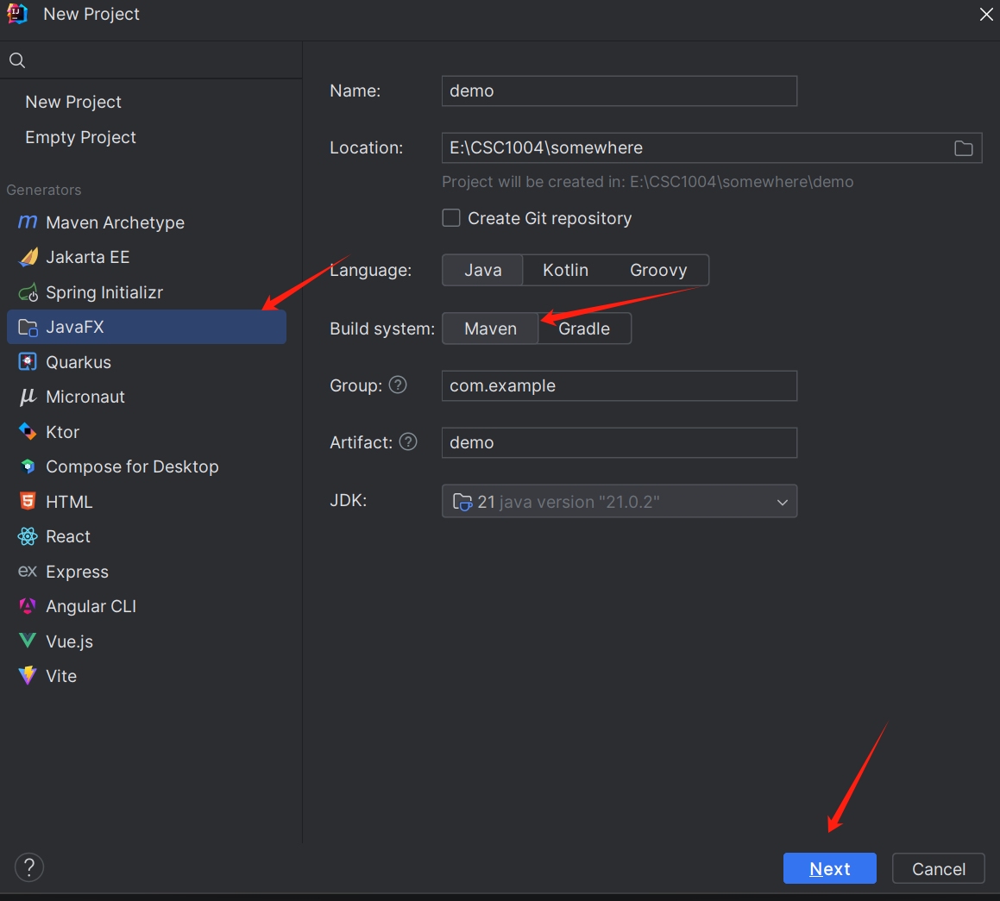 New Project
New Project
Empty Project
Generators
Maven Archetype
Jakarta EE
Spring Initializr
JavaFX
Quarkus
Micronaut
Ktor
Compose for Desktop
HTML
React
Express
Angular CLI
Vue.js
Vite
Name: demo
Location: E:\CSC1004\somewhere
Project will be created in: E:\CSC1004\somewhere\demo
Create Git repository
Language: Java Kotlin Groovy
Build system: Maven Gradle
Group: ? com.example
Artifact: ? demo
JDK: 21 java version "21.0.2"
? Next Cancel